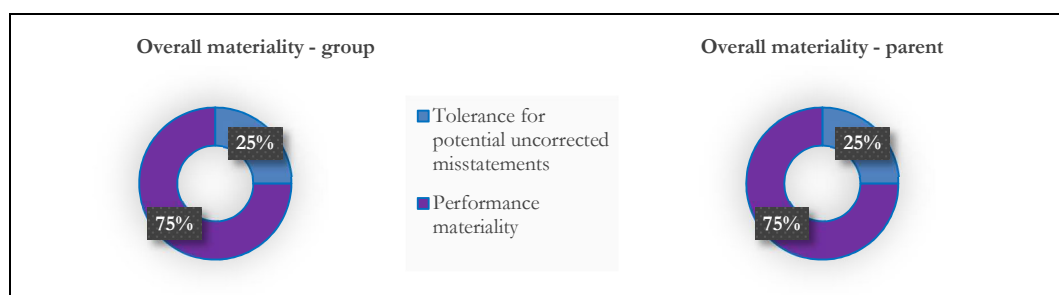 Overall materiality - group
Overall materiality - parent
25%
75%
Tolerance for
potential uncorrected
misstatements
Performance
materiality
25%
75%